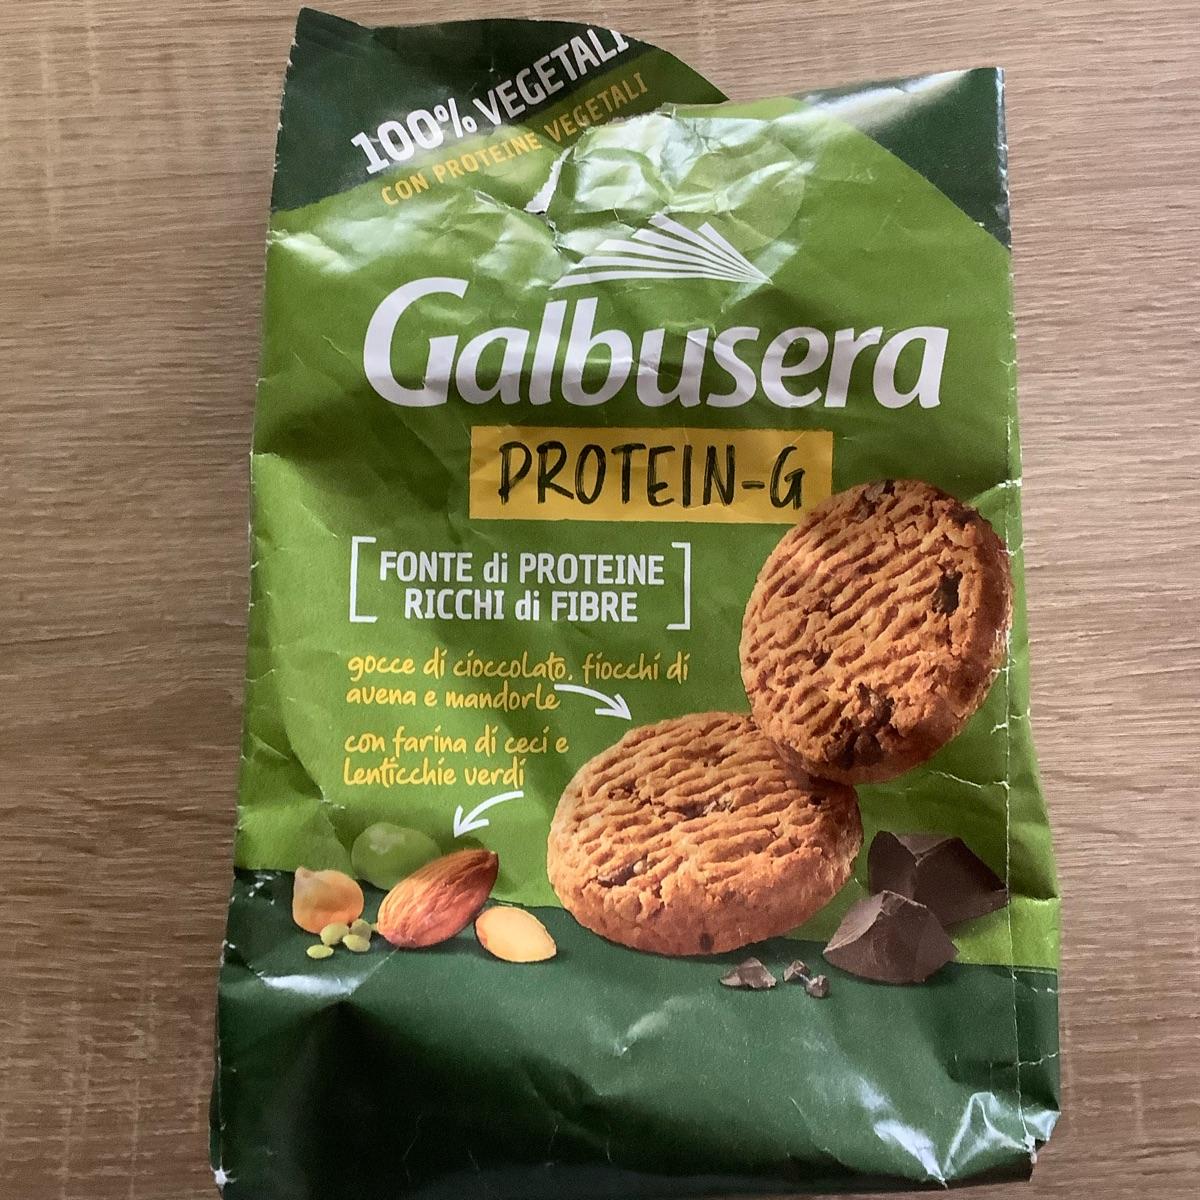 100% VEGETALI
CON PROTEINE VEGETALI
Galbusera
PROTEIN-G
FONTE di PROTEINE
RICCHI di FIBRE
gocce di cioccolato, fiocchi di
avena e mandorle
con farina di ceci e
lenticchie verdi